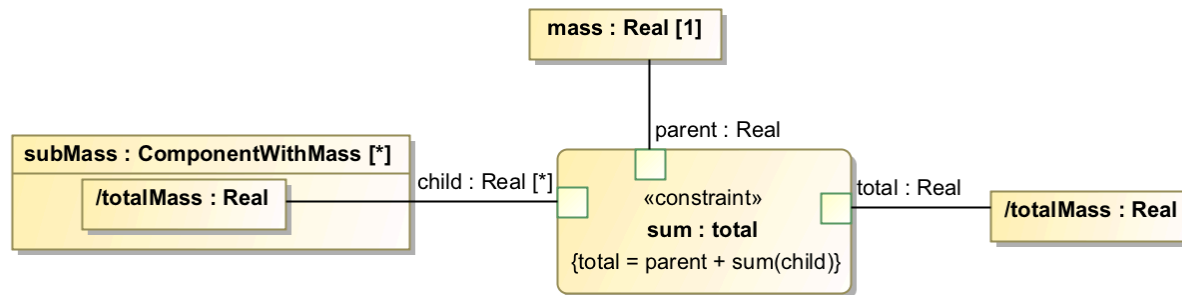 mass : Real [1]
parent : Real
subMass : ComponentWithMass [*]
/totalMass : Real
child : Real [*]
«constraint»
sum : total
{total = parent + sum(child)}
total : Real
/totalMass : Real